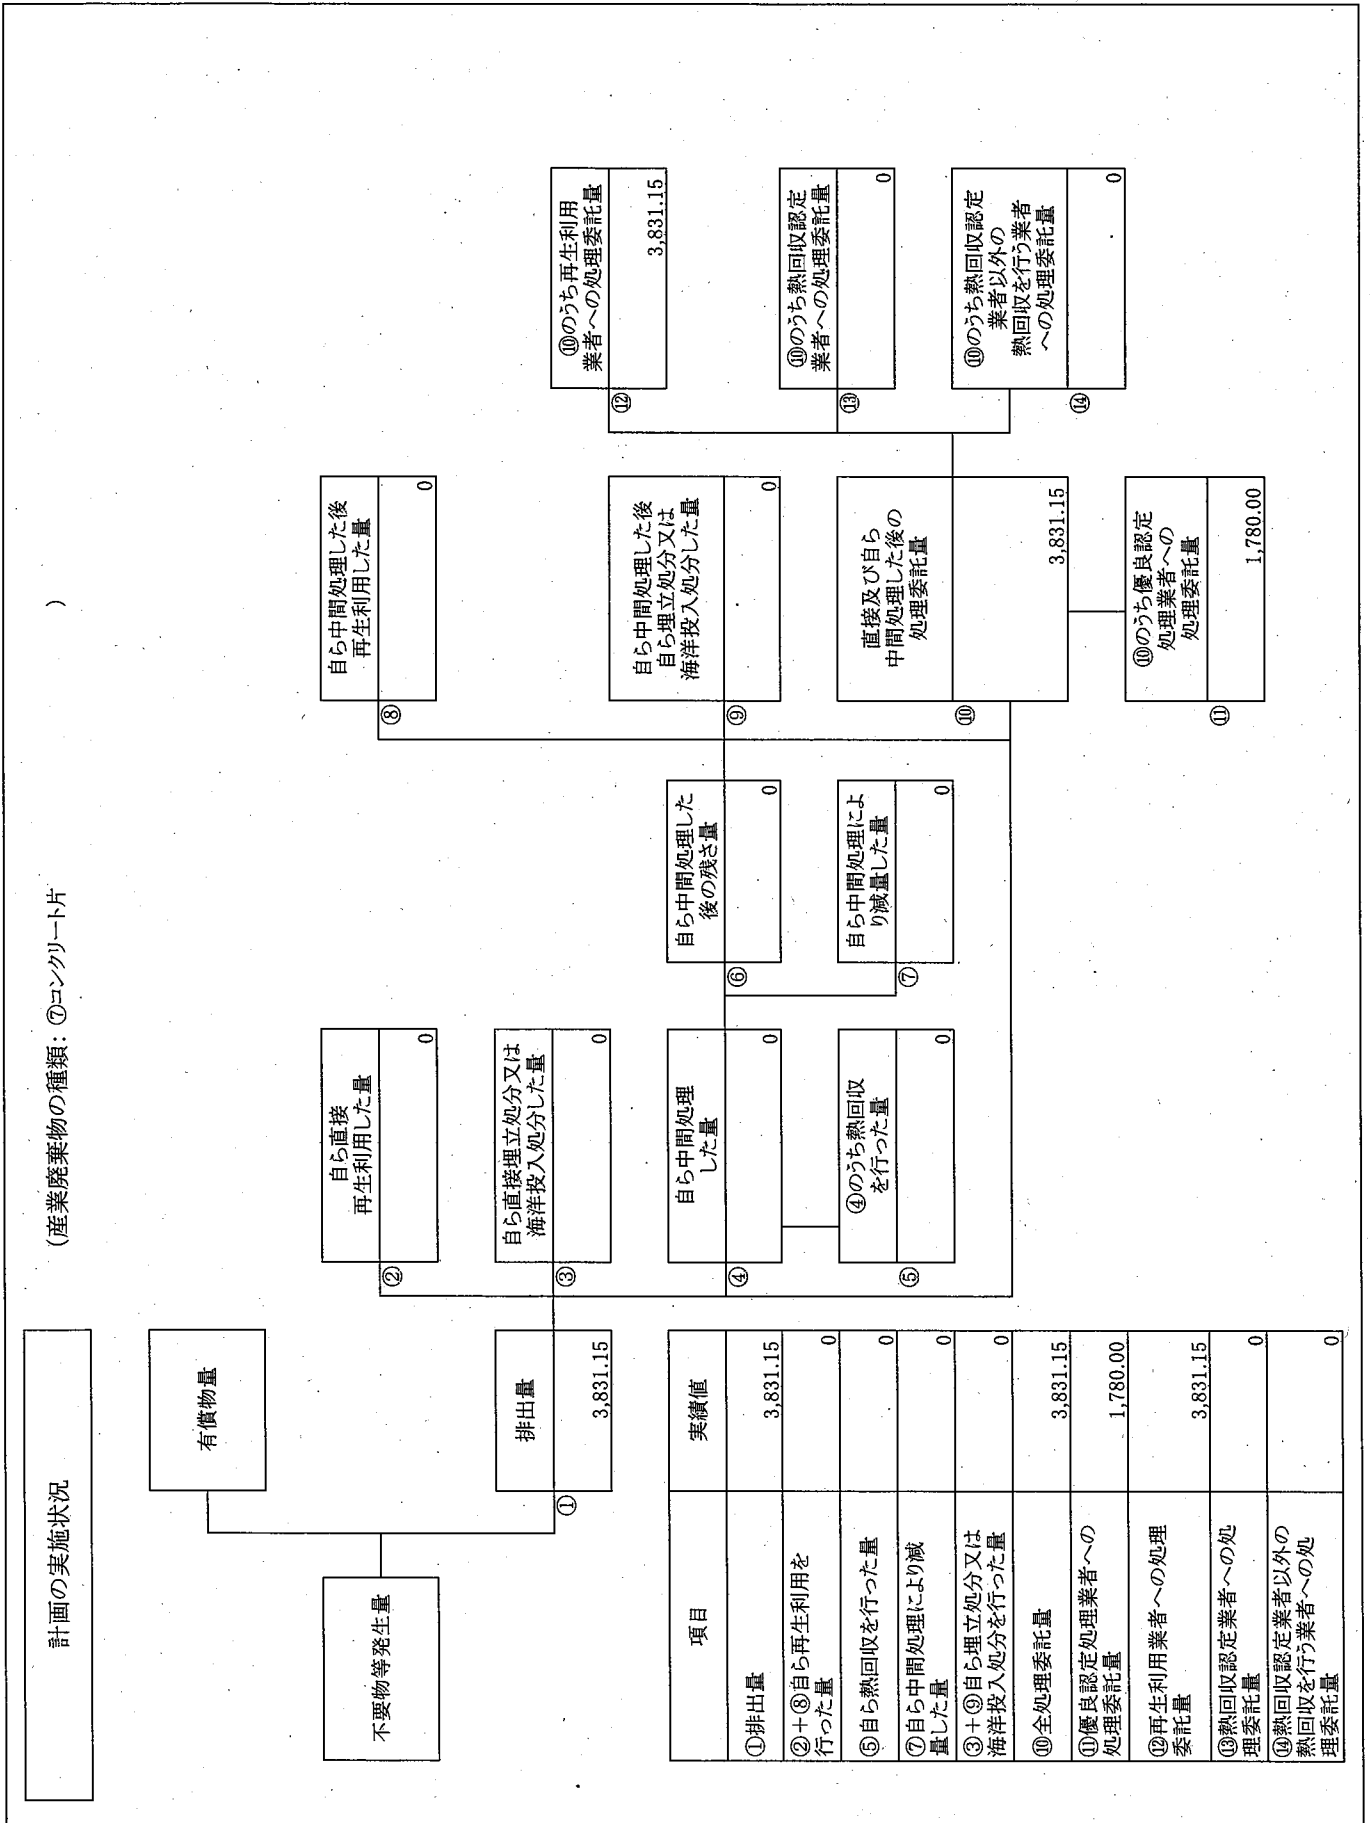 計画の実施状況
(産業廃棄物の種類：⑦コンクリート片
)
不要物等発生量
有償物量
①
排出量
3,831.15
②
自ら直接
再生利用した量
0
③
自ら直接埋立処分又は
海洋投入処分した量
0
④
自ら中間処理
した量
0
⑤
④のうち熱回収
を行った量
0
⑥
自ら中間処理した
後の残さ量
0
⑦
自ら中間処理によ
り減量した量
0
⑧
自ら中間処理した後
再生利用した量
0
⑨
自ら中間処理した後
自ら埋立処分又は
海洋投入処分した量
0
⑩
直接及び自ら
中間処理した後の
処理委託量
3,831.15
⑪
⑩のうち優良認定
処理業者への
処理委託量
1,780.00
⑫
⑩のうち再生利用
業者への処理委託量
3,831.15
⑬
⑩のうち熱回収認定
業者への処理委託量
0
⑭
⑩のうち熱回収認定
業者以外の
熱回収を行う業者
への処理委託量
0
項目 実績値
①排出量 3,831.15
②＋⑧自ら再生利用を
行った量 0
⑤自ら熱回収を行った量 0
⑦自ら中間処理により減
量した量 0
③＋⑨自ら埋立処分又は
海洋投入処分を行った量 0
⑩全処理委託量 3,831.15
⑪優良認定処理業者への
処理委託量 1,780.00
⑫再生利用業者への処理
委託量 3,831.15
⑬熱回収認定業者への処
理委託量 0
⑭熱回収認定業者以外の
熱回収を行う業者への処
理委託量 0